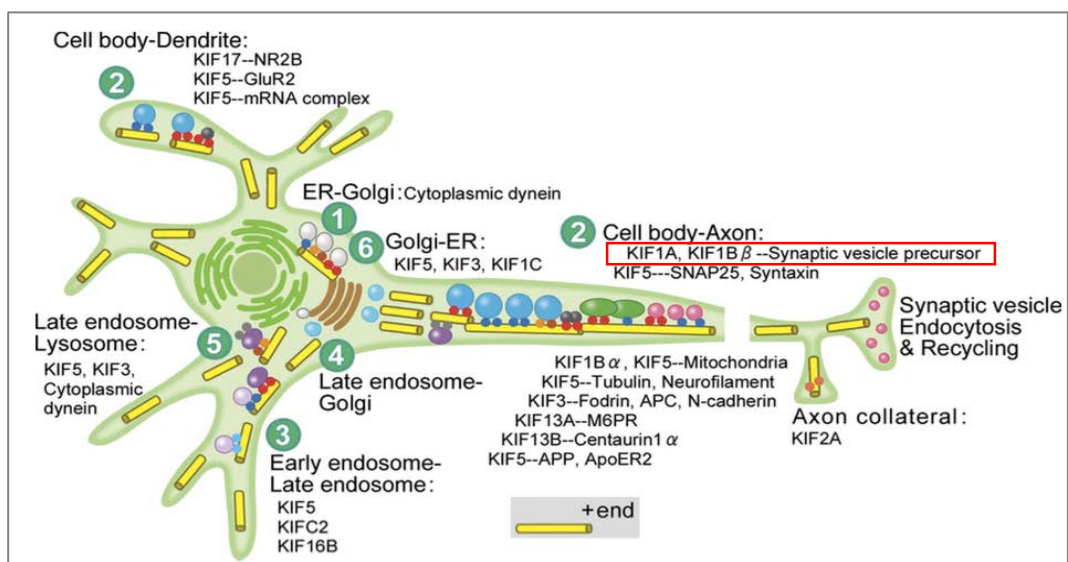 Cell body-Dendrite:
KIF17--NR2B
KIF5--GluR2
KIF5--mRNA complex
2
ER-Golgi:Cytoplasmic dynein
1
6
Golgi-ER:
KIF5, KIF3, KIF1C
2
Cell body-Axon:
KIF1A, KIF1Bβ--Synaptic vesicle precursor
KIF5---SNAP25, Syntaxin
Synaptic vesicle
Endocytosis
& Recycling
Late endosome-
Lysosome:
5
KIF5, KIF3,
Cytoplasmic
dynein
4
Late endosome-
Golgi
KIF1Bα, KIF5--Mitochondria
KIF5--Tubulin, Neurofilament
KIF3--Fodrin, APC, N-cadherin
KIF13A--M6PR
KIF13B--Centaurin1α
KIF5--APP, ApoER2
Axon collateral:
KIF2A
3
Early endosome-
Late endosome:
KIF5
KIFC2
KIF16B
+end